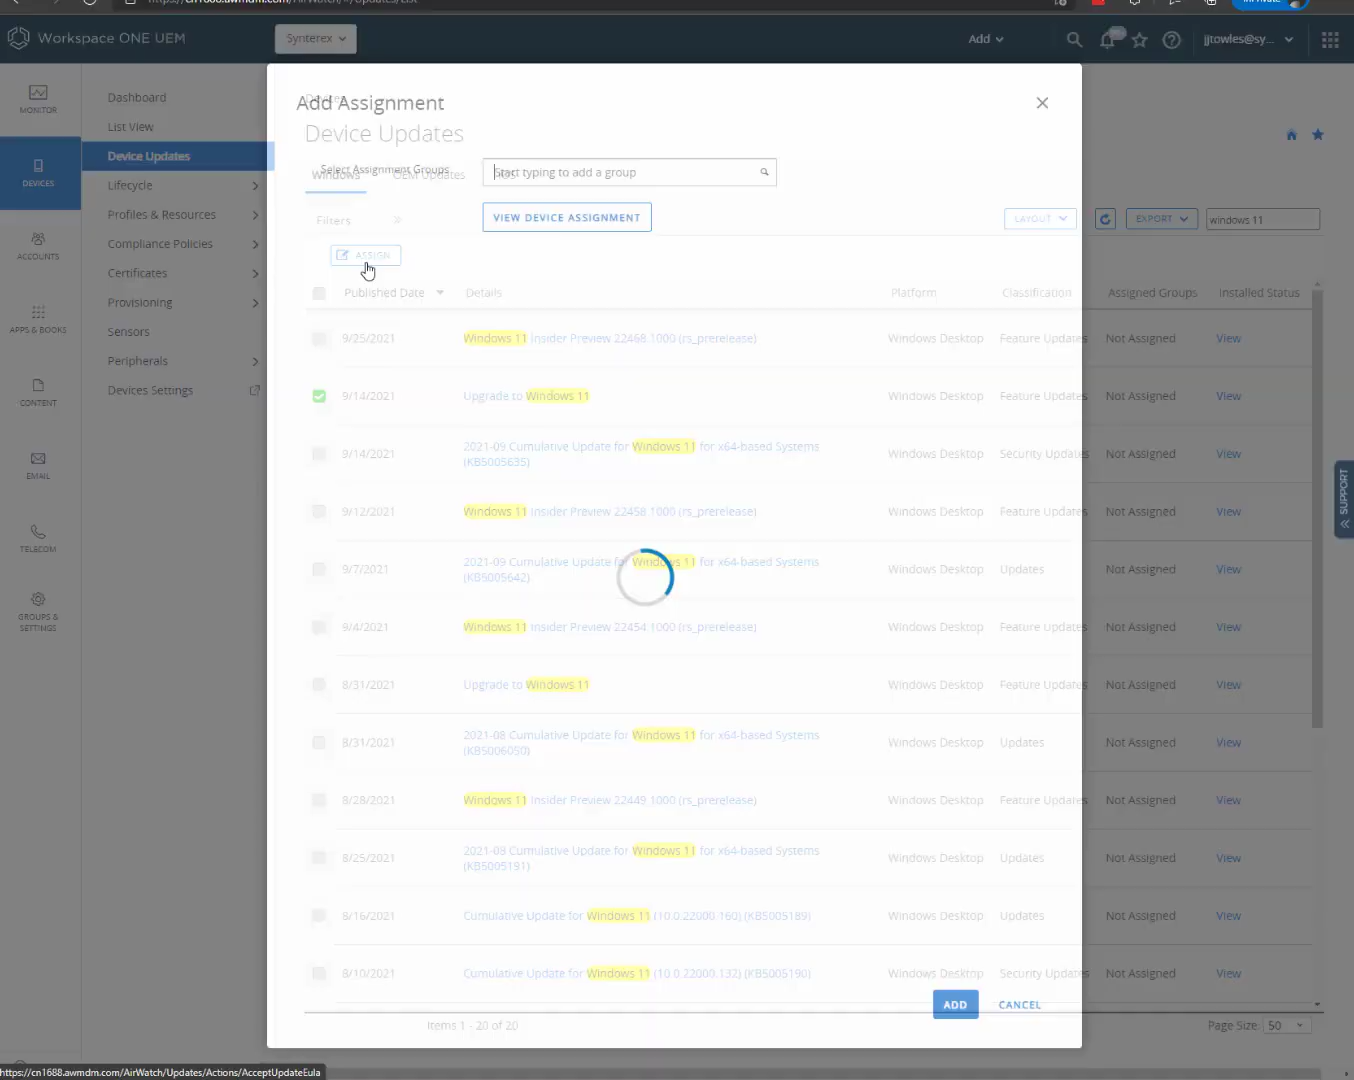 Workspace ONE UEM
Synterex
Add
jjtowles@sy...
MONITOR
DEVICES
ACCOUNTS
APPS & BOOKS
CONTENT
EMAIL
TELECOM
GROUPS & SETTINGS
Dashboard
List View
Device Updates
Lifecycle
Profiles & Resources
Compliance Policies
Certificates
Provisioning
Sensors
Peripherals
Devices Settings
Add Assignment
Device Updates
Select Assignment Groups
Start typing to add a group
Windows
OEM Updates
VIEW DEVICE ASSIGNMENT
Filters
LAYOUT
EXPORT
windows 11
ASSIGN
Published Date Details Platform Classification Assigned Groups Installed Status
9/25/2021 Windows 11 Insider Preview 22468.1000 (rs_prerelease) Windows Desktop Feature Updates Not Assigned View
9/14/2021 Upgrade to Windows 11 Windows Desktop Feature Updates Not Assigned View
9/14/2021 2021-09 Cumulative Update for Windows 11 for x64-based Systems (KB5005635) Windows Desktop Security Updates Not Assigned View
9/12/2021 Windows 11 Insider Preview 22458.1000 (rs_prerelease) Windows Desktop Feature Updates Not Assigned View
9/7/2021 2021-09 Cumulative Update for Windows 11 for x64-based Systems (KB5005642) Windows Desktop Updates Not Assigned View
9/4/2021 Windows 11 Insider Preview 22454.1000 (rs_prerelease) Windows Desktop Feature Updates Not Assigned View
8/31/2021 Upgrade to Windows 11 Windows Desktop Feature Updates Not Assigned View
8/31/2021 2021-08 Cumulative Update for Windows 11 for x64-based Systems (KB5006050) Windows Desktop Updates Not Assigned View
8/28/2021 Windows 11 Insider Preview 22449.1000 (rs_prerelease) Windows Desktop Feature Updates Not Assigned View
8/25/2021 2021-08 Cumulative Update for Windows 11 for x64-based Systems (KB5005191) Windows Desktop Updates Not Assigned View
8/16/2021 Cumulative Update for Windows 11 (10.0.22000.160) (KB5005189) Windows Desktop Updates Not Assigned View
8/10/2021 Cumulative Update for Windows 11 (10.0.22000.132) (KB5005190) Windows Desktop Security Updates Not Assigned View
ADD CANCEL
Items 1 - 20 of 20
Page Size: 50
SUPPORT
https://cn1688.awmdm.com/AirWatch/Updates/Actions/AcceptUpdateEula